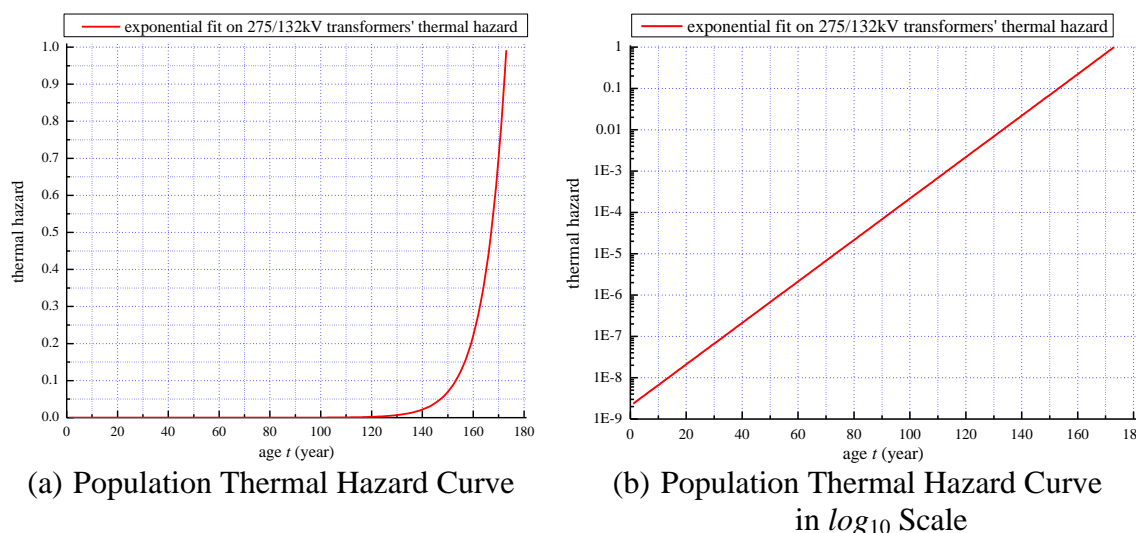 exponential fit on 275/132kV transformers' thermal hazard
1.0
0.9
0.8
0.7
0.6
0.5
0.4
0.3
0.2
0.1
0.0
thermal hazard
0 20 40 60 80 100 120 140 160 180
age t (year)
(a) Population Thermal Hazard Curve
exponential fit on 275/132kV transformers' thermal hazard
1
0.1
0.01
1E-3
1E-4
1E-5
1E-6
1E-7
1E-8
1E-9
thermal hazard
0 20 40 60 80 100 120 140 160 180
age t (year)
(b) Population Thermal Hazard Curve
in log10 Scale